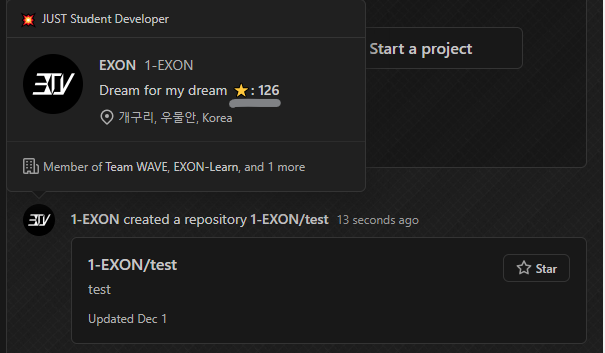 JUST Student Developer
EXON 1-EXON
Dream for my dream ⭐: 126
개구리, 우물안, Korea
Member of Team WAVE, EXON-Learn, and 1 more
Start a project
1-EXON created a repository 1-EXON/test 13 seconds ago
1-EXON/test
Star
test
Updated Dec 1